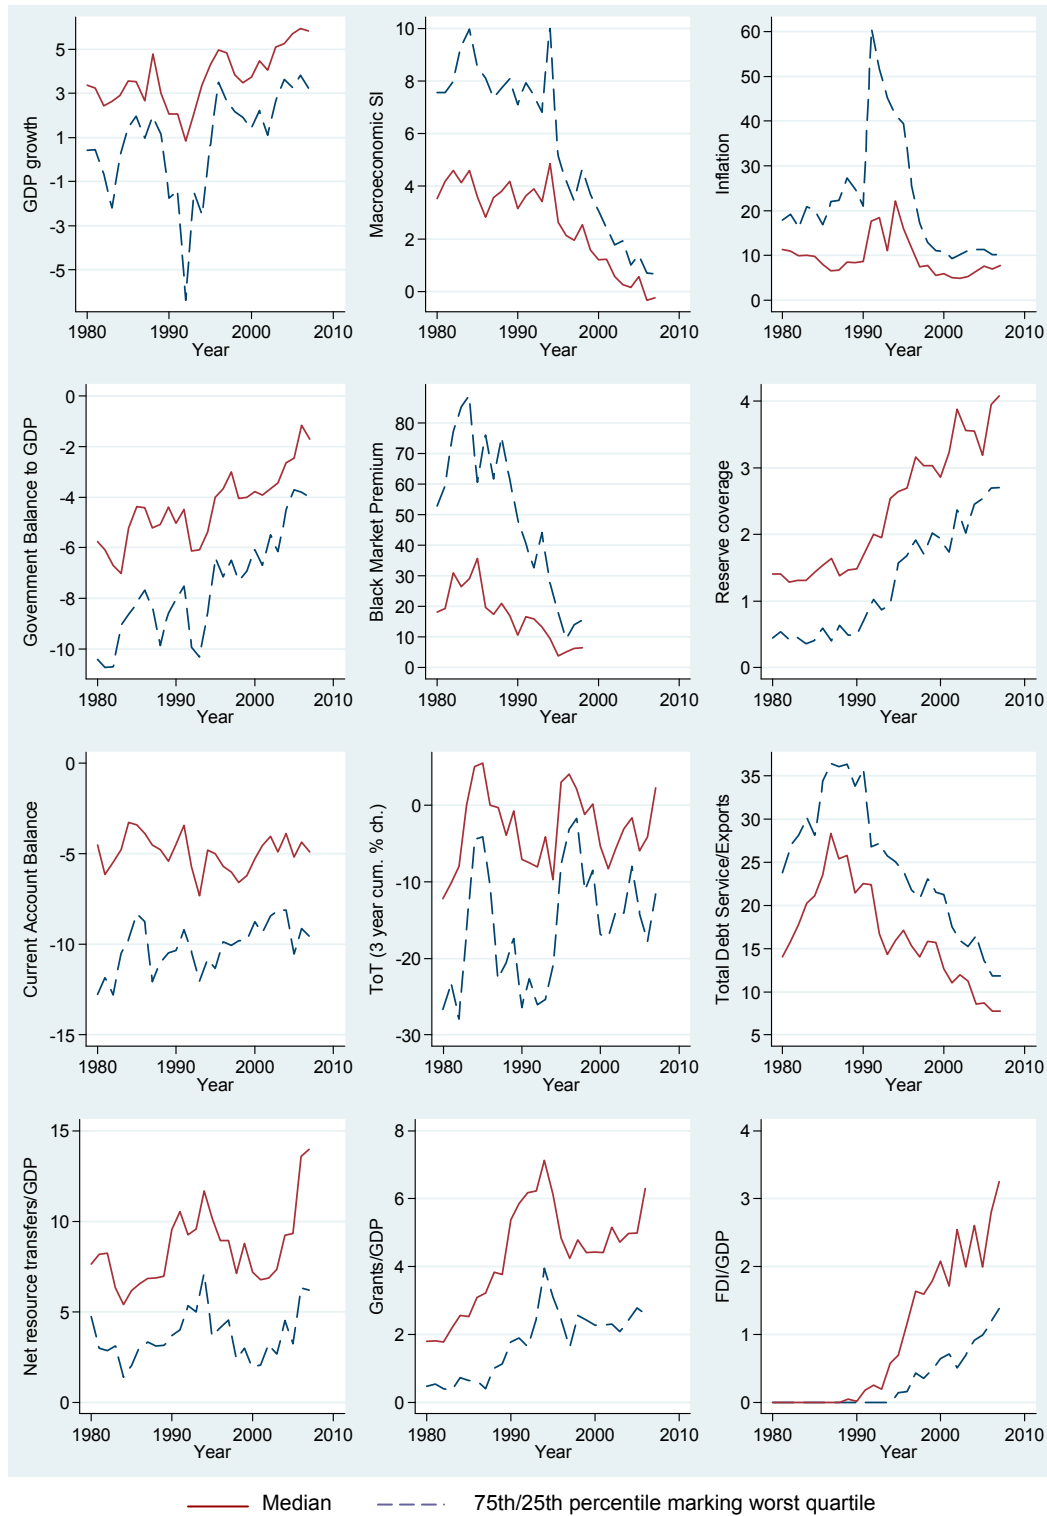 GDP growth
5
3
1
-1
-3
-5
1980 1990 2000 2010
Year
Macroeconomic SI
10
8
6
4
2
0
1980 1990 2000 2010
Year
Inflation
60
50
40
30
20
10
0
1980 1990 2000 2010
Year
Government Balance to GDP
0
-2
-4
-6
-8
-10
1980 1990 2000 2010
Year
Black Market Premium
80
70
60
50
40
30
20
10
0
1980 1990 2000 2010
Year
Reserve coverage
4
3
2
1
0
1980 1990 2000 2010
Year
Current Account Balance
0
-5
-10
-15
1980 1990 2000 2010
Year
ToT (3 year cum. % ch.)
0
-10
-20
-30
1980 1990 2000 2010
Year
Total Debt Service/Exports
35
30
25
20
15
10
5
1980 1990 2000 2010
Year
Net resource transfers/GDP
15
10
5
0
1980 1990 2000 2010
Year
Grants/GDP
8
6
4
2
0
1980 1990 2000 2010
Year
FDI/GDP
4
3
2
1
0
1980 1990 2000 2010
Year
Median 75th/25th percentile marking worst quartile